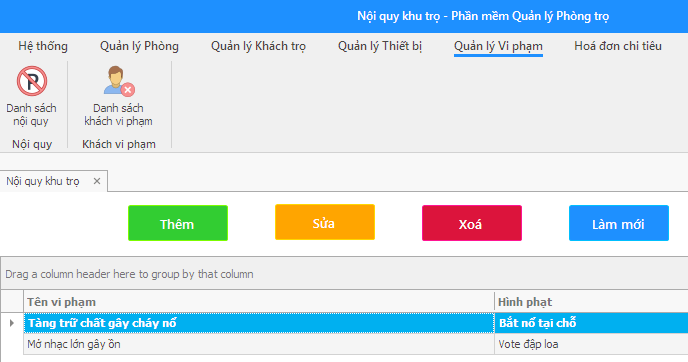 Nội quy khu trọ - Phần mềm Quản lý Phòng trọ
Hệ thống Quản lý Phòng Quản lý Khách trọ Quản lý Thiết bị Quản lý Vi phạm Hoá đơn chi tiêu
Danh sách nội quy
Danh sách khách vi phạm
Nội quy Khách vi phạm
Nội quy khu trọ ×
Thêm Sửa Xoá Làm mới
Drag a column header here to group by that column
Tên vi phạm Hình phạt
Tàng trữ chất gây cháy nổ Bắt nổ tại chỗ
Mở nhạc lớn gây ồn Vote đập loa